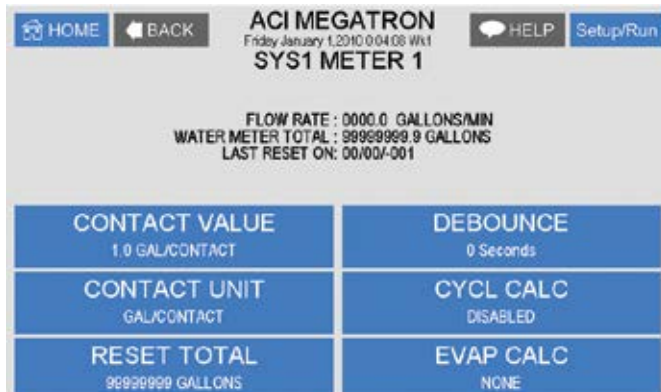 HOME
BACK
ACI MEGATRON
HELP
Setup/Run
Friday January 1,2010 0:04:08 Wk1
SYS1 METER 1
FLOW RATE : 0000.0 GALLONS/MIN
WATER METER TOTAL : 99999999.9 GALLONS
LAST RESET ON: 00/00/-001
CONTACT VALUE
1.0 GAL/CONTACT
DEBOUNCE
0 Seconds
CONTACT UNIT
GAL/CONTACT
CYCL CALC
DISABLED
RESET TOTAL
99999999 GALLONS
EVAP CALC
NONE